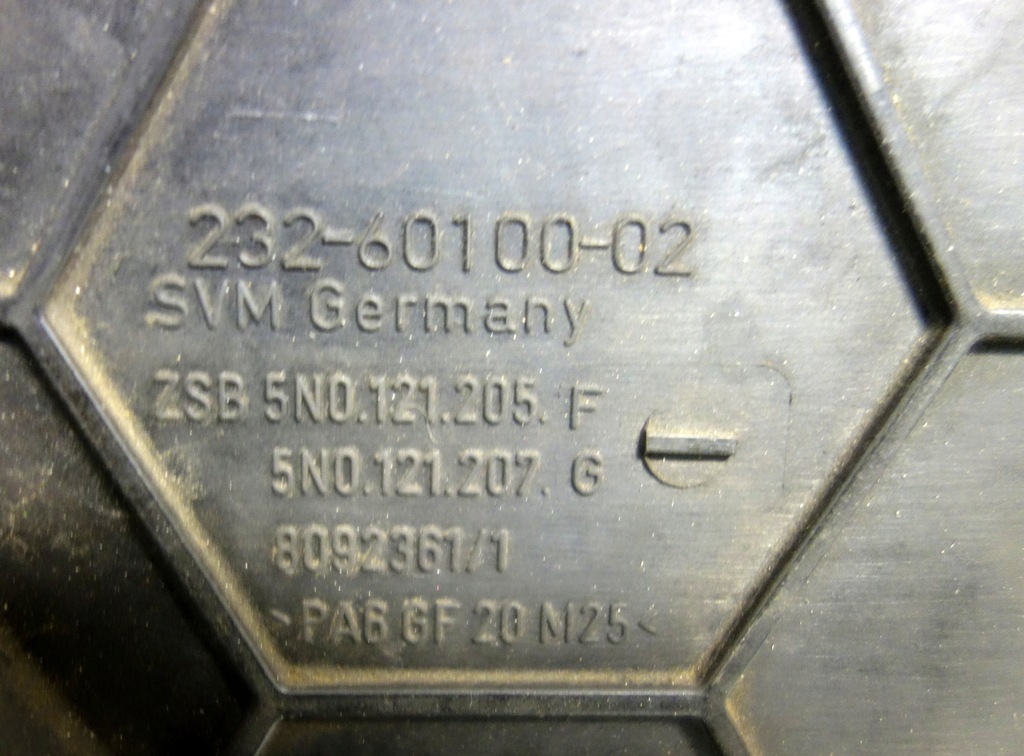 232-60100-02
SVM Germany
ZSB 5N0.121.205. F
5N0.121.207. G
8092361/1
>PA6 GF 20 M25<